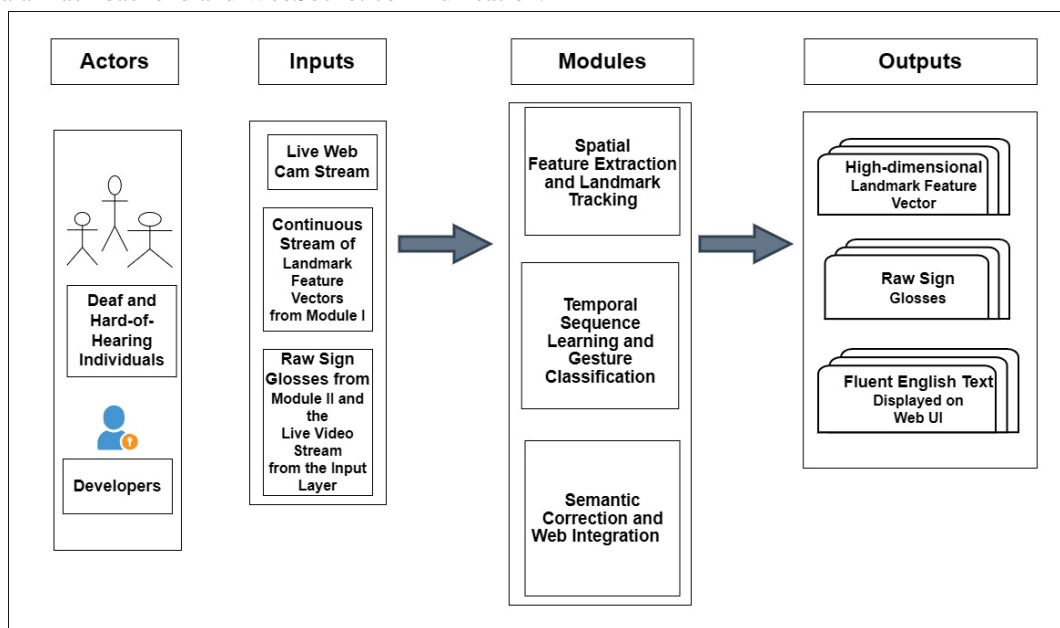 Actors
Inputs
Modules
Outputs
Deaf and
Hard-of-
Hearing
Individuals
Developers
Live Web
Cam Stream
Continuous
Stream of
Landmark
Feature
Vectors
from Module I
Raw Sign
Glosses from
Module II and
the
Live Video
Stream
from the Input
Layer
Spatial
Feature Extraction
and Landmark
Tracking
Temporal
Sequence
Learning and
Gesture
Classification
Semantic
Correction and
Web Integration
High-dimensional
Landmark Feature
Vector
Raw Sign
Glosses
Fluent English Text
Displayed on
Web UI